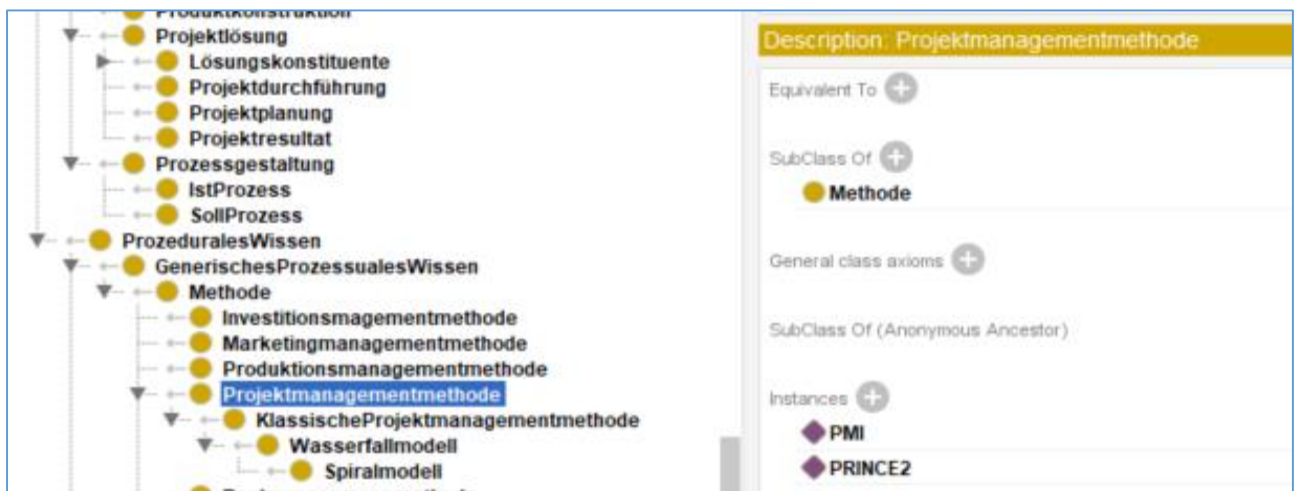 Produktkonstruktion
Projektlösung
Lösungskonstituente
Projektdurchführung
Projektplanung
Projektresultat
Prozessgestaltung
IstProzess
SollProzess
ProzeduralesWissen
GenerischesProzessualesWissen
Methode
Investitionsmagementmethode
Marketingmanagementmethode
Produktionsmanagementmethode
Projektmanagementmethode
KlassischeProjektmanagementmethode
Wasserfallmodell
Spiralmodell
Description: Projektmanagementmethode
Equivalent To
SubClass Of
Methode
General class axioms
SubClass Of (Anonymous Ancestor)
Instances
PMI
PRINCE2